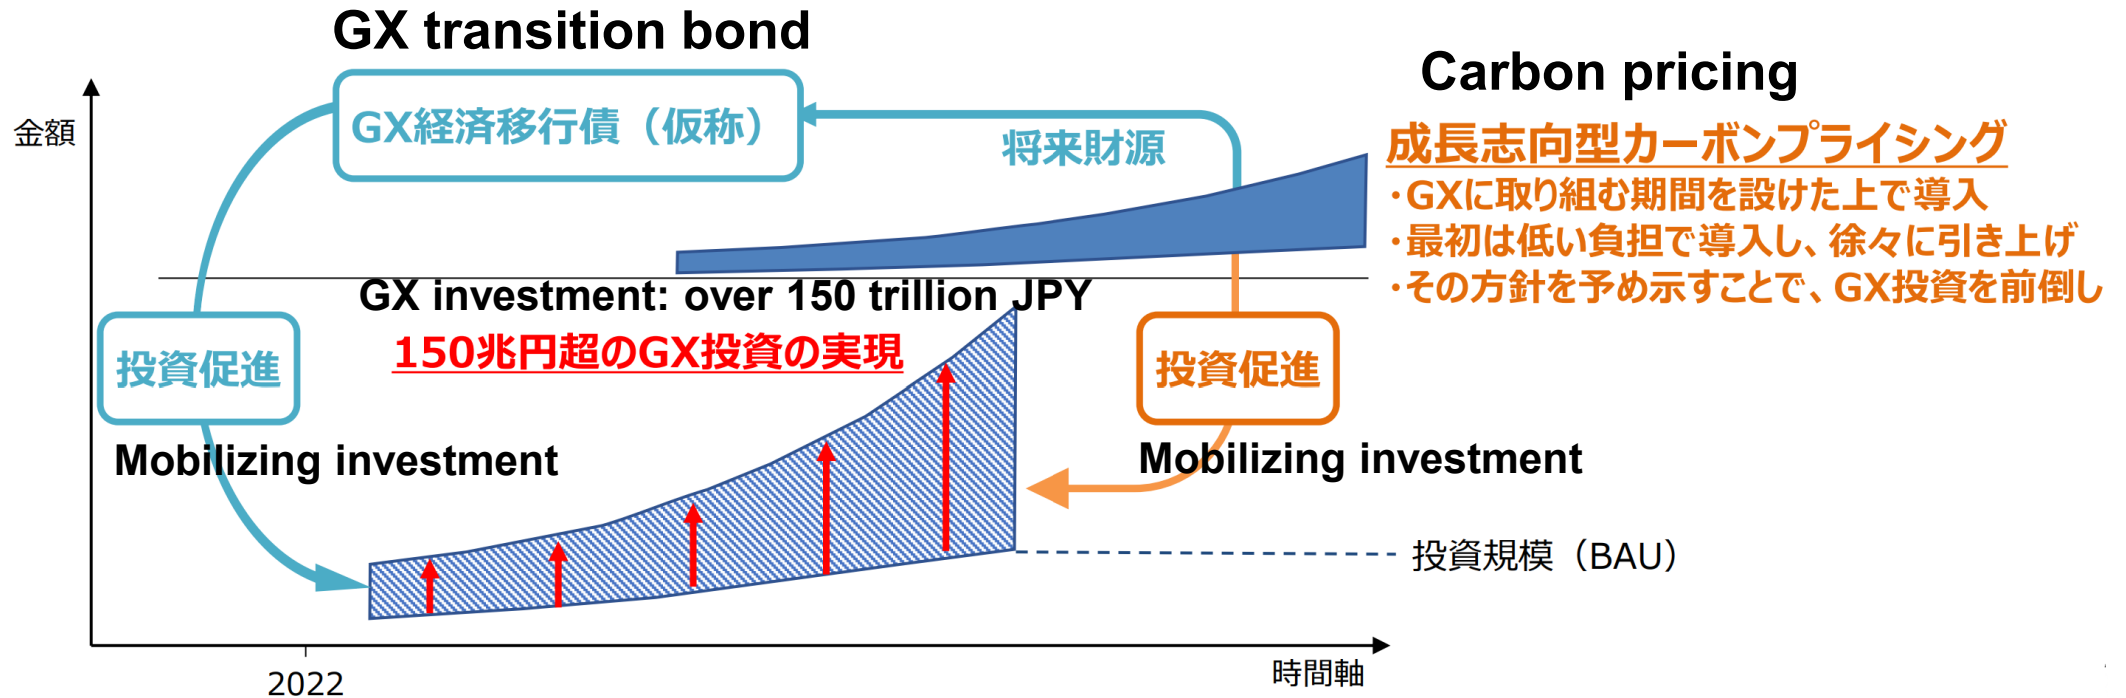 GX transition bond
Carbon pricing
金額
GX経済移行債（仮称）
将来財源
成長志向型カーボンプライシング
・GXに取り組む期間を設けた上で導入
・最初は低い負担で導入し、徐々に引き上げ
・その方針を予め示すことで、GX投資を前倒し
GX investment: over 150 trillion JPY
150兆円超のGX投資の実現
投資促進
投資促進
Mobilizing investment
Mobilizing investment
投資規模（BAU）
時間軸
2022